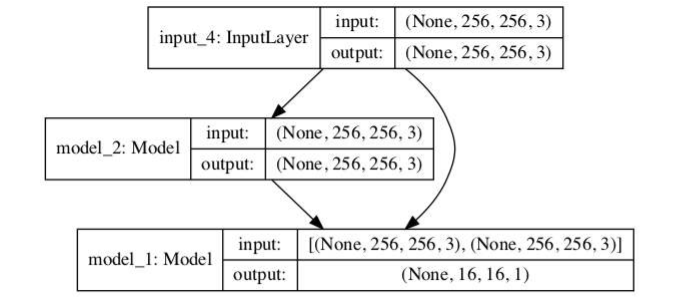 input_4: InputLayer
input: (None, 256, 256, 3)
output: (None, 256, 256, 3)
model_2: Model
input: (None, 256, 256, 3)
output: (None, 256, 256, 3)
model_1: Model
input: [(None, 256, 256, 3), (None, 256, 256, 3)]
output: (None, 16, 16, 1)